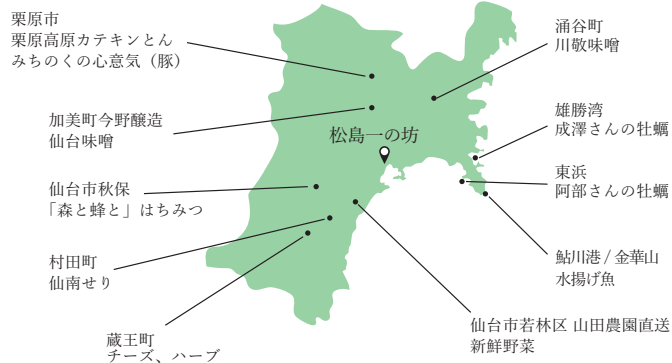 栗原市
栗原高原カテキンとん
みちのくの心意気（豚）
加美町今野醸造
仙台味噌
仙台市秋保
「森と蜂と」はちみつ
村田町
仙南せり
蔵王町
チーズ、ハーブ
松島一の坊
涌谷町
川敬味噌
雄勝湾
成澤さんの牡蠣
東浜
阿部さんの牡蠣
鮎川港 / 金華山
水揚げ魚
仙台市若林区 山田農園直送
新鮮野菜